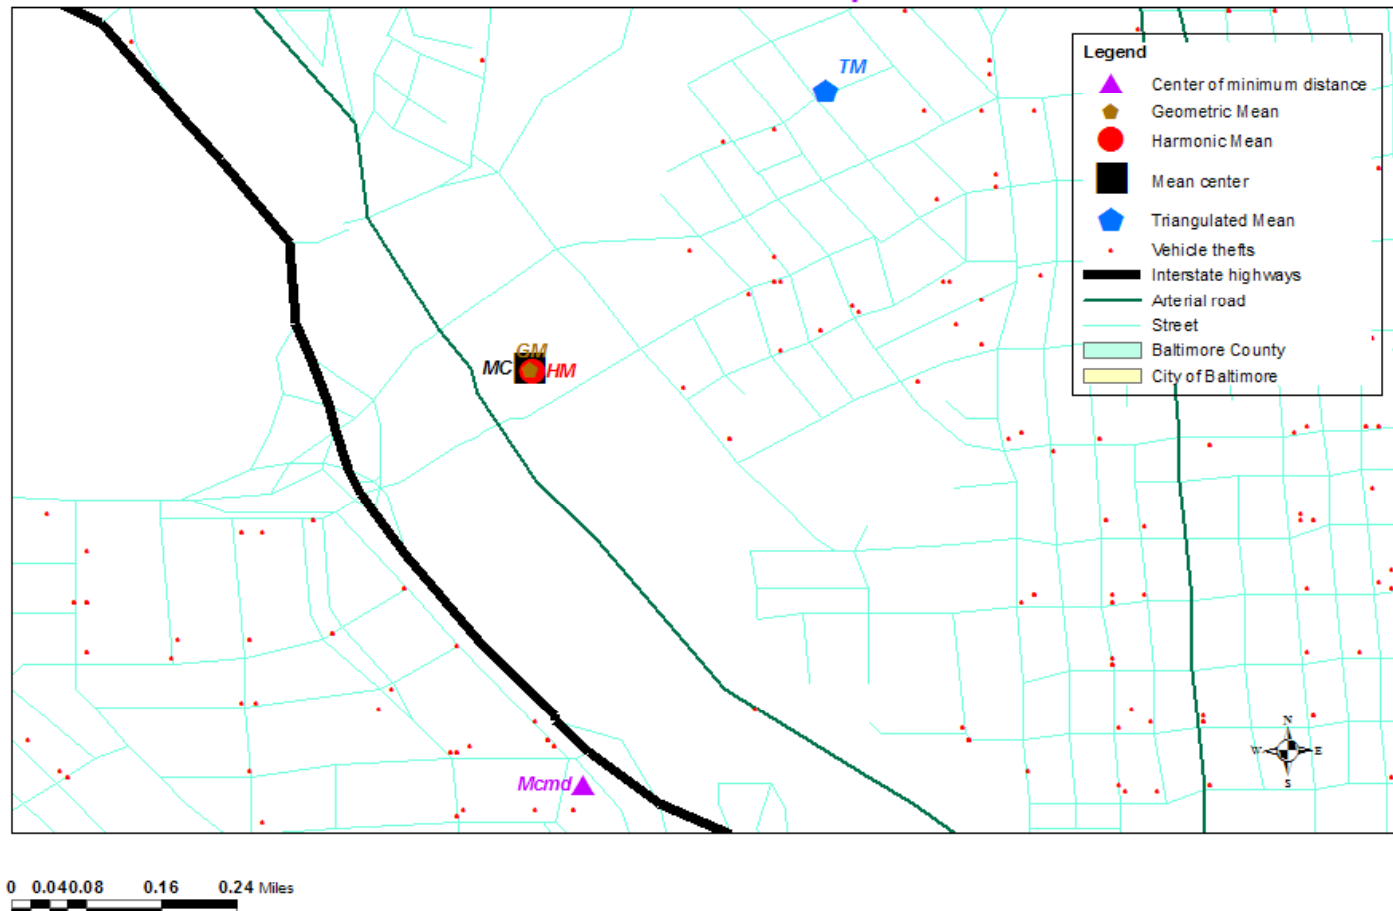 TM
Legend
Center of minimum distance
Geometric Mean
Harmonic Mean
Mean center
Triangulated Mean
Vehicle thefts
Interstate highways
Arterial road
Street
Baltimore County
City of Baltimore
GM
MC
HM
Mcmd
N
W
E
S
0 0.04 0.08 0.16 0.24 Miles